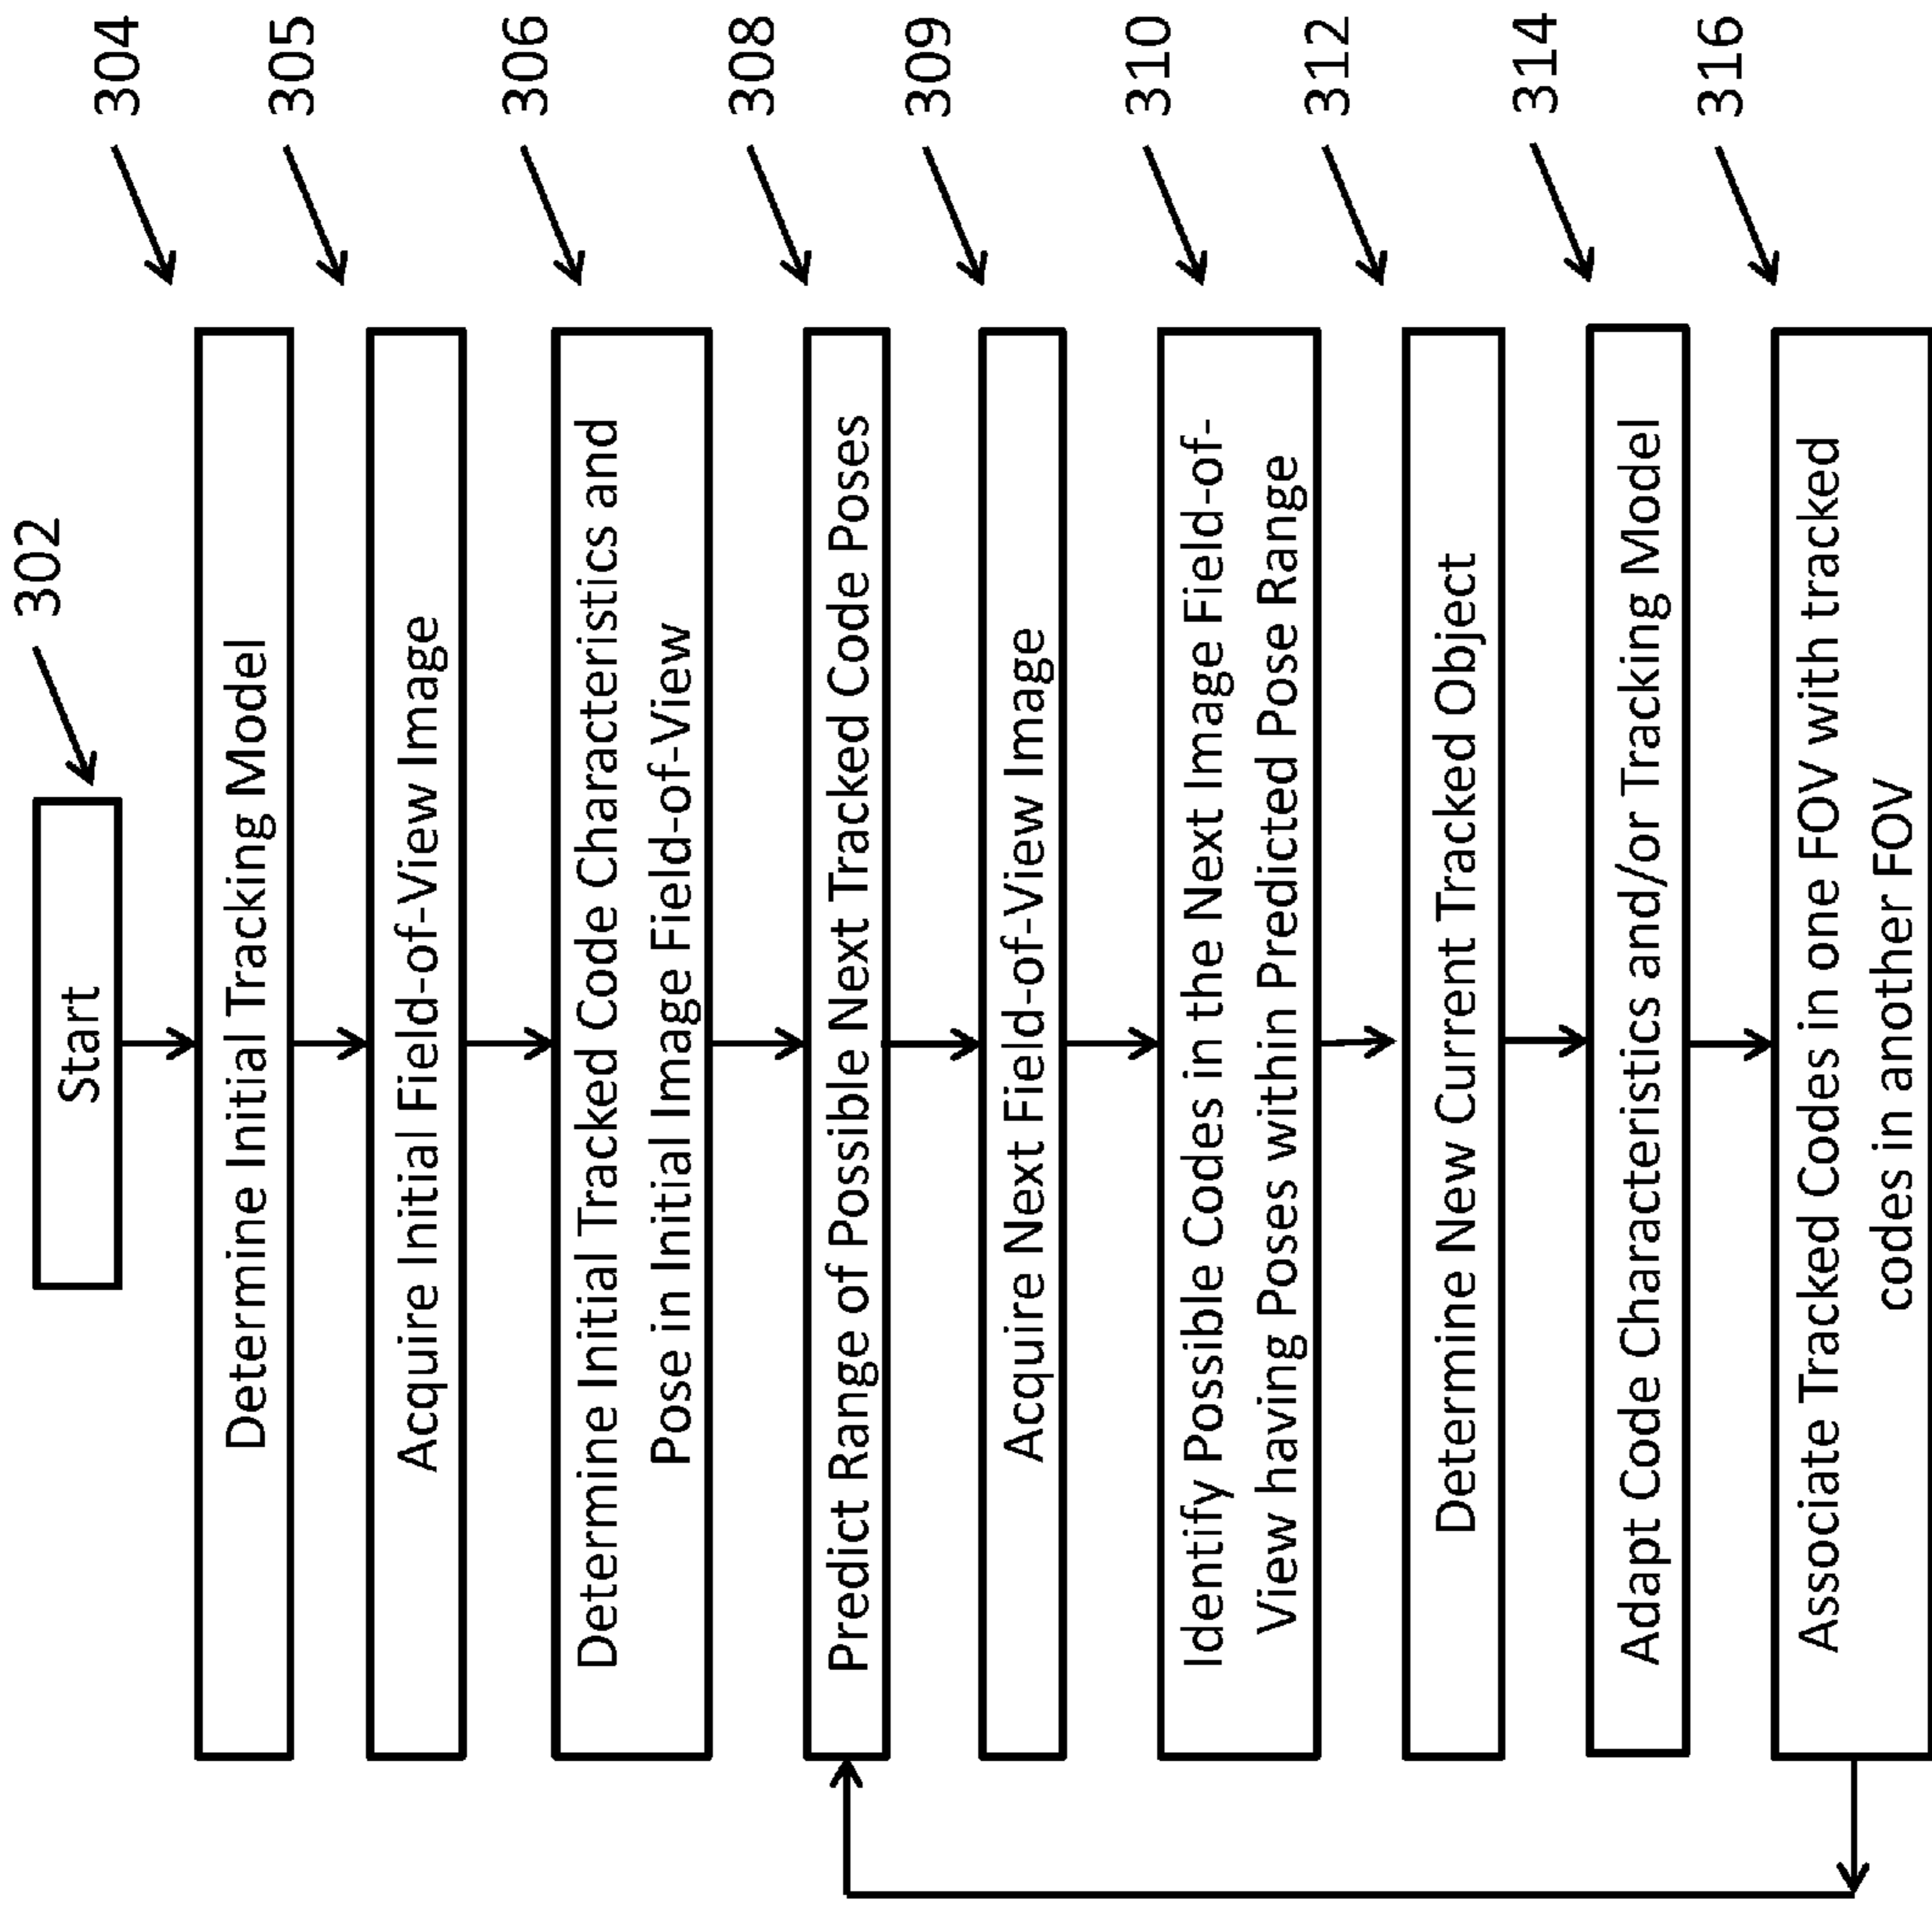 302
Start
304
Determine Initial Tracking Model
305
Acquire Initial Field-of-View Image
306
Determine Initial Tracked Code Characteristics and
Pose in Initial Image Field-of-View
308
Predict Range of Possible Next Tracked Code Poses
309
Acquire Next Field-of-View Image
310
Identify Possible Codes in the Next Image Field-of-
View having Poses within Predicted Pose Range
312
Determine New Current Tracked Object
314
Adapt Code Characteristics and/or Tracking Model
316
Associate Tracked Codes in one FOV with tracked
codes in another FOV